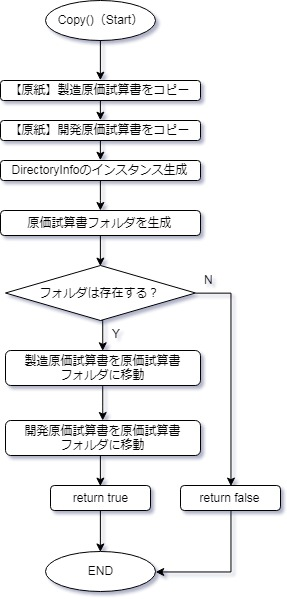 Copy()（Start）
【原紙】製造原価試算書をコピー
【原紙】開発原価試算書をコピー
DirectoryInfoのインスタンス生成
原価試算書フォルダを生成
フォルダは存在する？
N
Y
製造原価試算書を原価試算書
フォルダに移動
開発原価試算書を原価試算書
フォルダに移動
return true
return false
END